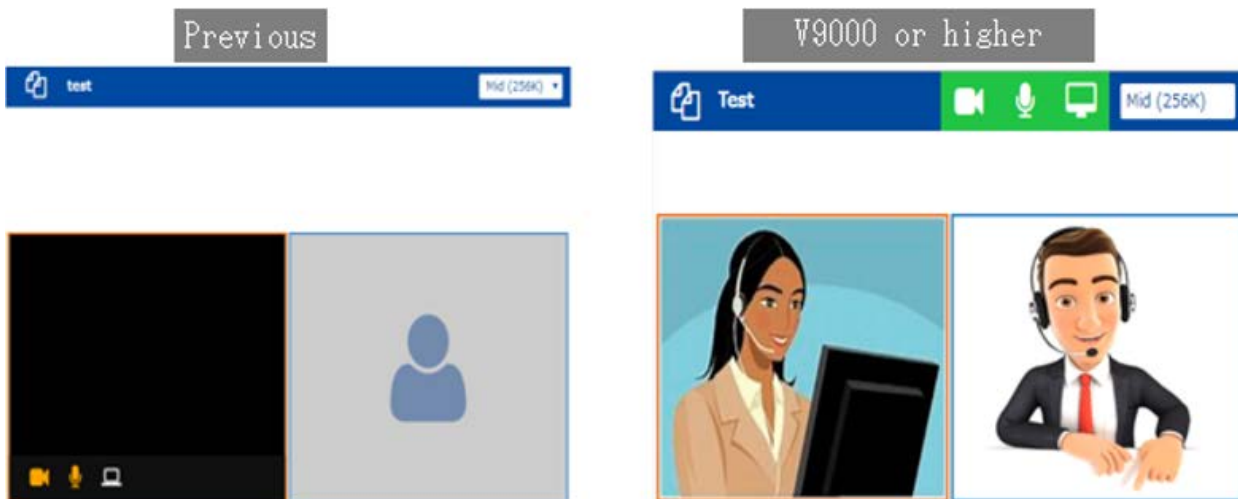 Previous
test
Mid (256K)
V9000 or higher
Test
Mid (256K)